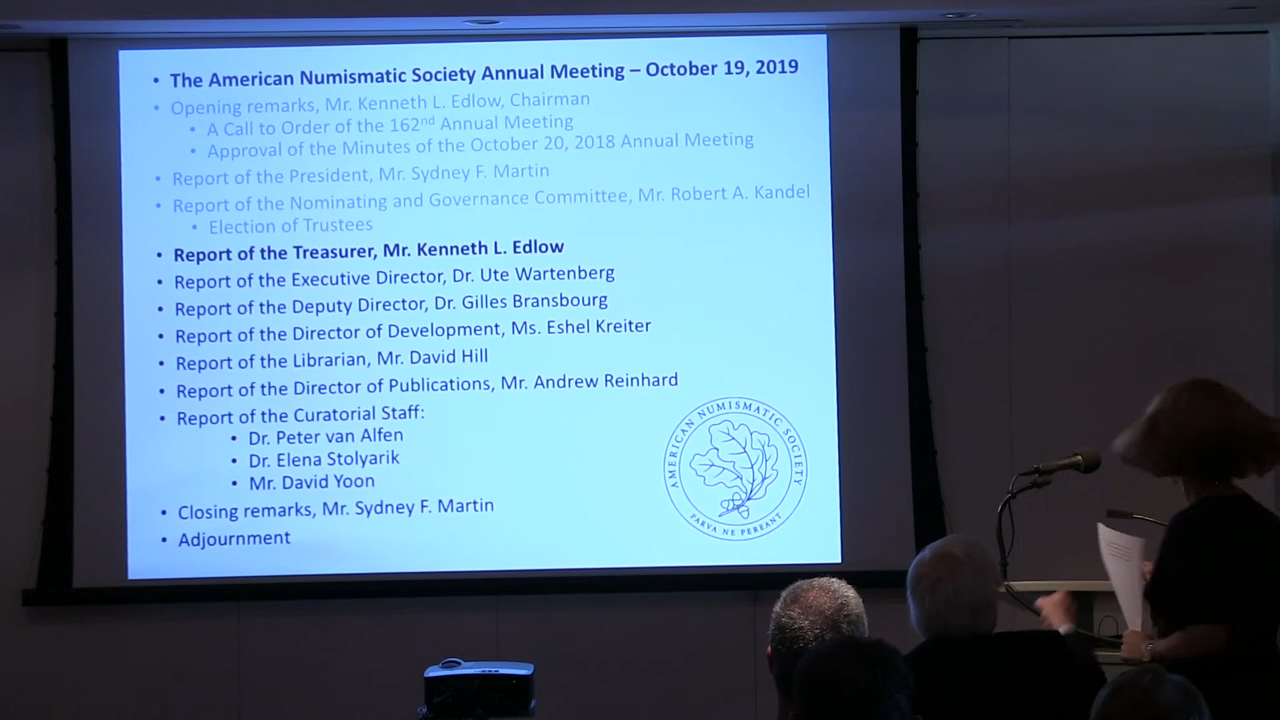 • The American Numismatic Society Annual Meeting – October 19, 2019
• Opening remarks, Mr. Kenneth L. Edlow, Chairman
• A Call to Order of the 162nd Annual Meeting
• Approval of the Minutes of the October 20, 2018 Annual Meeting
• Report of the President, Mr. Sydney F. Martin
• Report of the Nominating and Governance Committee, Mr. Robert A. Kandel
• Election of Trustees
• Report of the Treasurer, Mr. Kenneth L. Edlow
• Report of the Executive Director, Dr. Ute Wartenberg
• Report of the Deputy Director, Dr. Gilles Bransbourg
• Report of the Director of Development, Ms. Eshel Kreiter
• Report of the Librarian, Mr. David Hill
• Report of the Director of Publications, Mr. Andrew Reinhard
• Report of the Curatorial Staff:
• Dr. Peter van Alfen
• Dr. Elena Stolyarik
• Mr. David Yoon
• Closing remarks, Mr. Sydney F. Martin
• Adjournment
AMERICAN NUMISMATIC SOCIETY
PARVA NE PEREANT